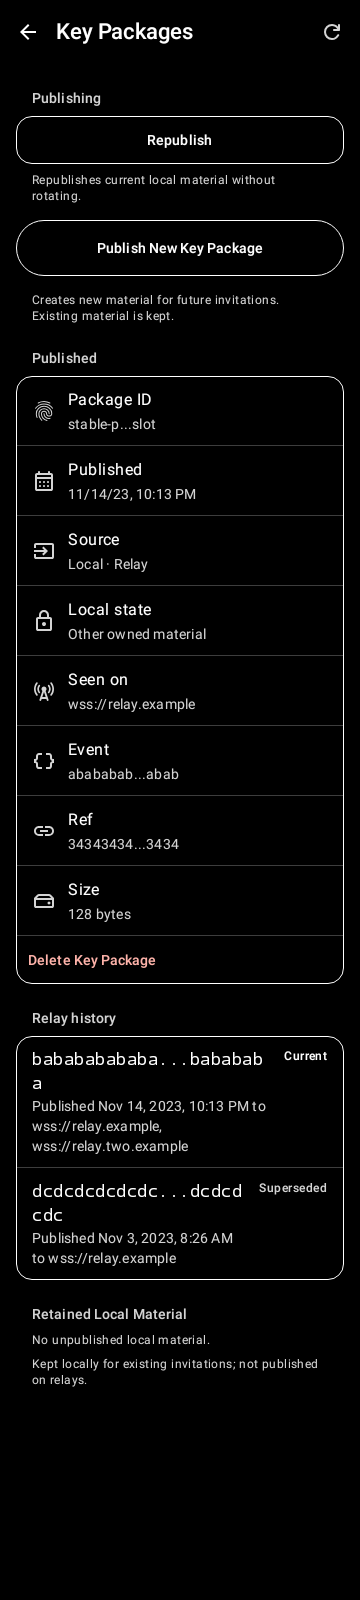 Key Packages
Publishing
Republish
Republishes current local material without
rotating.
Publish New Key Package
Creates new material for future invitations.
Existing material is kept.
Published
Package ID
stable-p...slot
Published
11/14/23, 10:13 PM
Source
Local · Relay
Local state
Other owned material
Seen on
wss://relay.example
Event
abababab...abab
Ref
34343434...3434
Size
128 bytes
Delete Key Package
Relay history
babababababa...bababab
a
Current
Published Nov 14, 2023, 10:13 PM to
wss://relay.example,
wss://relay.two.example
dcdcdcdcdcdc...dcdcd
cdc
Superseded
Published Nov 3, 2023, 8:26 AM
to wss://relay.example
Retained Local Material
No unpublished local material.
Kept locally for existing invitations; not published
on relays.